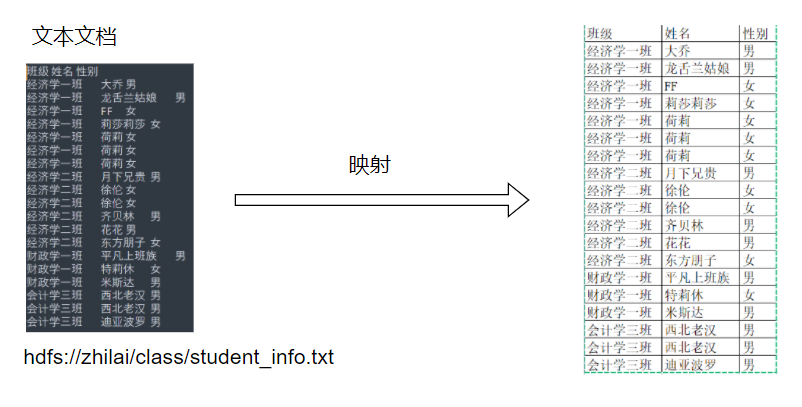 文本文档
班级 姓名 性别
经济学一班 大乔 男
经济学一班 龙舌兰姑娘 男
经济学一班 FF 女
经济学一班 莉莎莉莎 女
经济学一班 荷莉 女
经济学一班 荷莉 女
经济学一班 荷莉 女
经济学二班 月下兄贵 男
经济学二班 徐伦 女
经济学二班 徐伦 女
经济学二班 齐贝林 男
经济学二班 花花 男
经济学二班 东方朋子 女
财政学一班 平凡上班族 男
财政学一班 特莉休 女
财政学一班 米斯达 男
会计学三班 西北老汉 男
会计学三班 西北老汉 男
会计学三班 迪亚波罗 男
hdfs://zhilai/class/student_info.txt
映射
班级 姓名 性别
经济学一班 大乔 男
经济学一班 龙舌兰姑娘 男
经济学一班 FF 女
经济学一班 莉莎莉莎 女
经济学一班 荷莉 女
经济学一班 荷莉 女
经济学一班 荷莉 女
经济学二班 月下兄贵 男
经济学二班 徐伦 女
经济学二班 徐伦 女
经济学二班 齐贝林 男
经济学二班 花花 男
经济学二班 东方朋子 女
财政学一班 平凡上班族 男
财政学一班 特莉休 女
财政学一班 米斯达 男
会计学三班 西北老汉 男
会计学三班 西北老汉 男
会计学三班 迪亚波罗 男